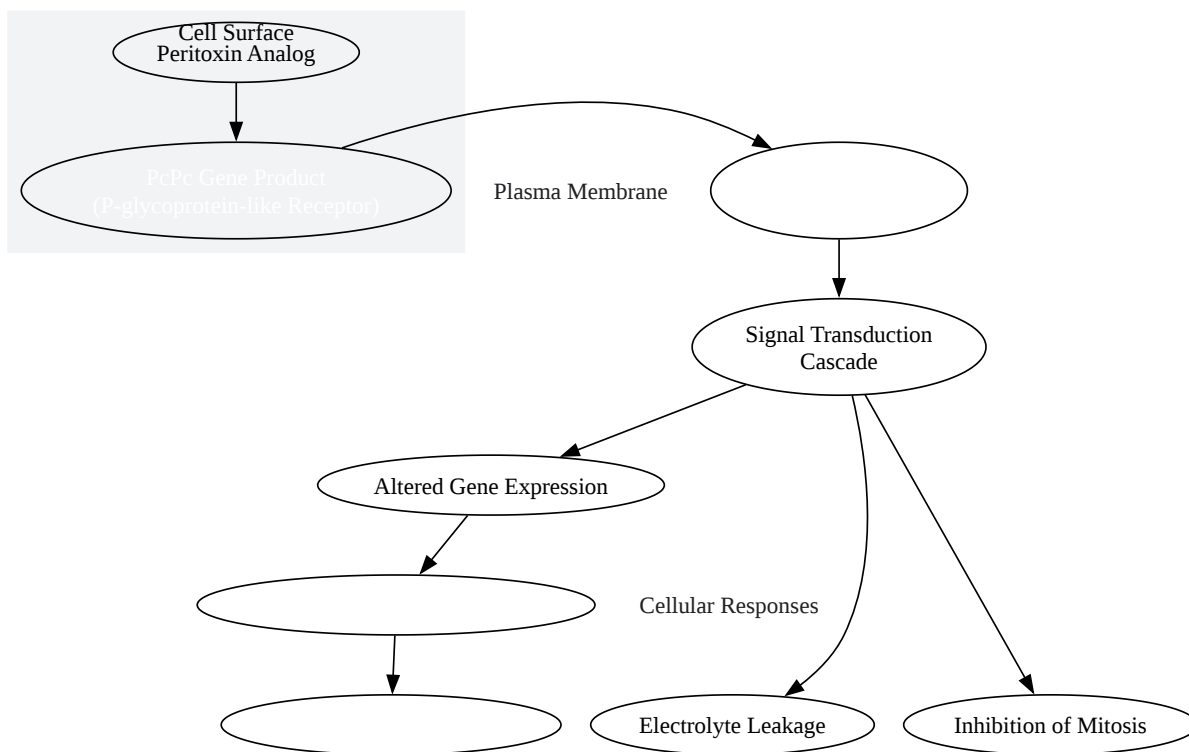 Cell Surface
Peritoxin Analog
PcPc Gene Product
(P-glycoprotein-like Receptor)
Plasma Membrane
Signal Transduction
Cascade
Altered Gene Expression
Cellular Responses
Electrolyte Leakage
Inhibition of Mitosis